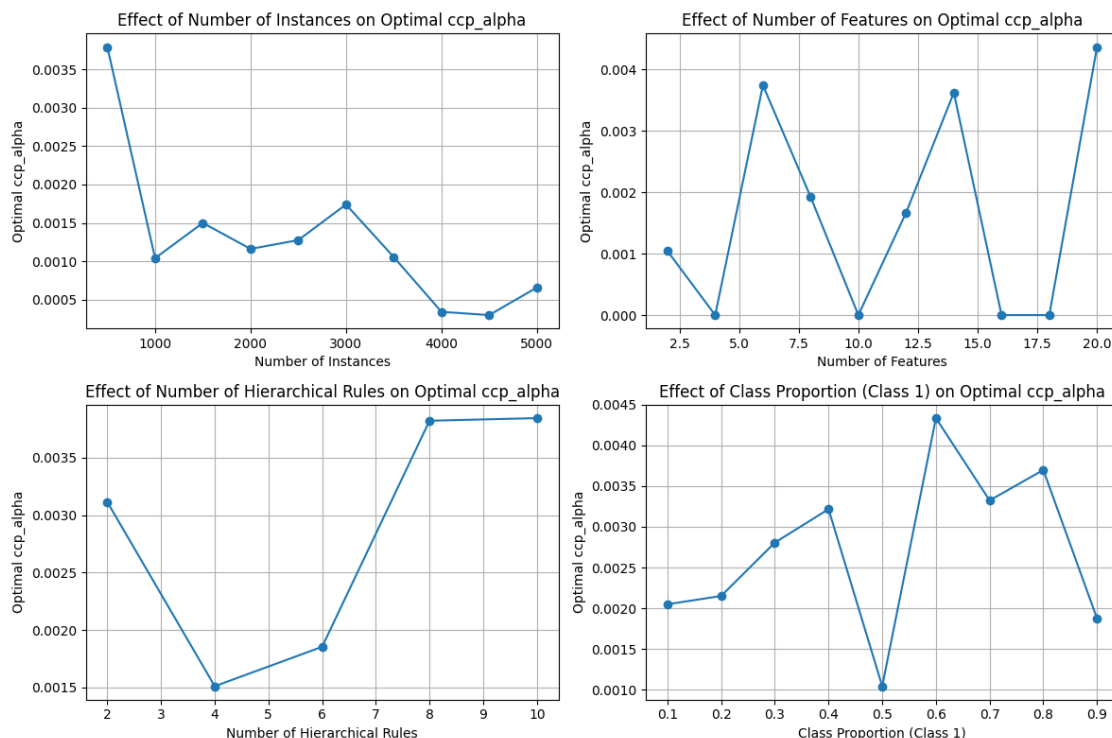 Effect of Number of Instances on Optimal ccp_alpha
Optimal ccp_alpha
0.0035
0.0030
0.0025
0.0020
0.0015
0.0010
0.0005
1000 2000 3000 4000 5000
Number of Instances
Effect of Number of Features on Optimal ccp_alpha
Optimal ccp_alpha
0.004
0.003
0.002
0.001
0.000
2.5 5.0 7.5 10.0 12.5 15.0 17.5 20.0
Number of Features
Effect of Number of Hierarchical Rules on Optimal ccp_alpha
Optimal ccp_alpha
0.0035
0.0030
0.0025
0.0020
0.0015
2 3 4 5 6 7 8 9 10
Number of Hierarchical Rules
Effect of Class Proportion (Class 1) on Optimal ccp_alpha
Optimal ccp_alpha
0.0045
0.0040
0.0035
0.0030
0.0025
0.0020
0.0015
0.0010
0.1 0.2 0.3 0.4 0.5 0.6 0.7 0.8 0.9
Class Proportion (Class 1)